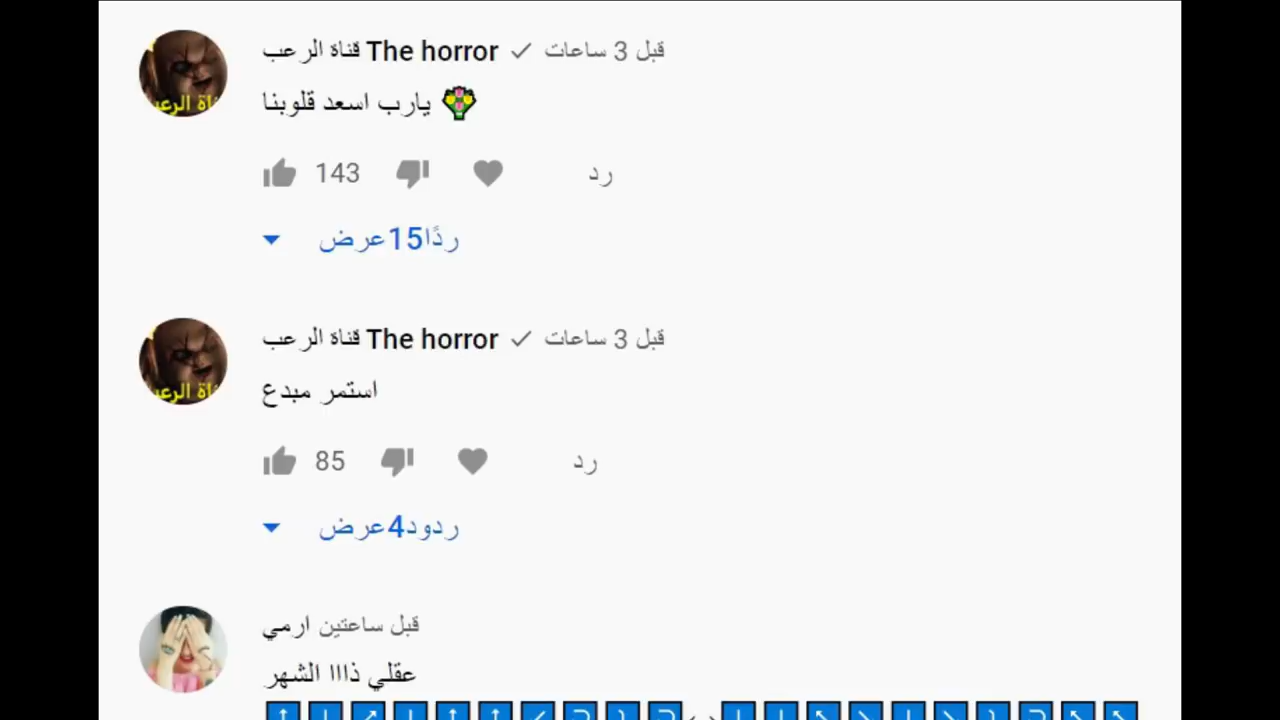 قناة الرعب The horror ✓ قبل 3 ساعات
يارب اسعد قلوبنا 💐
143 رد
عرض 15 ردًا
قناة الرعب The horror ✓ قبل 3 ساعات
استمر مبدع
85 رد
عرض 4 ردود
ارمي قبل ساعتين
عقلي ذااا الشهر